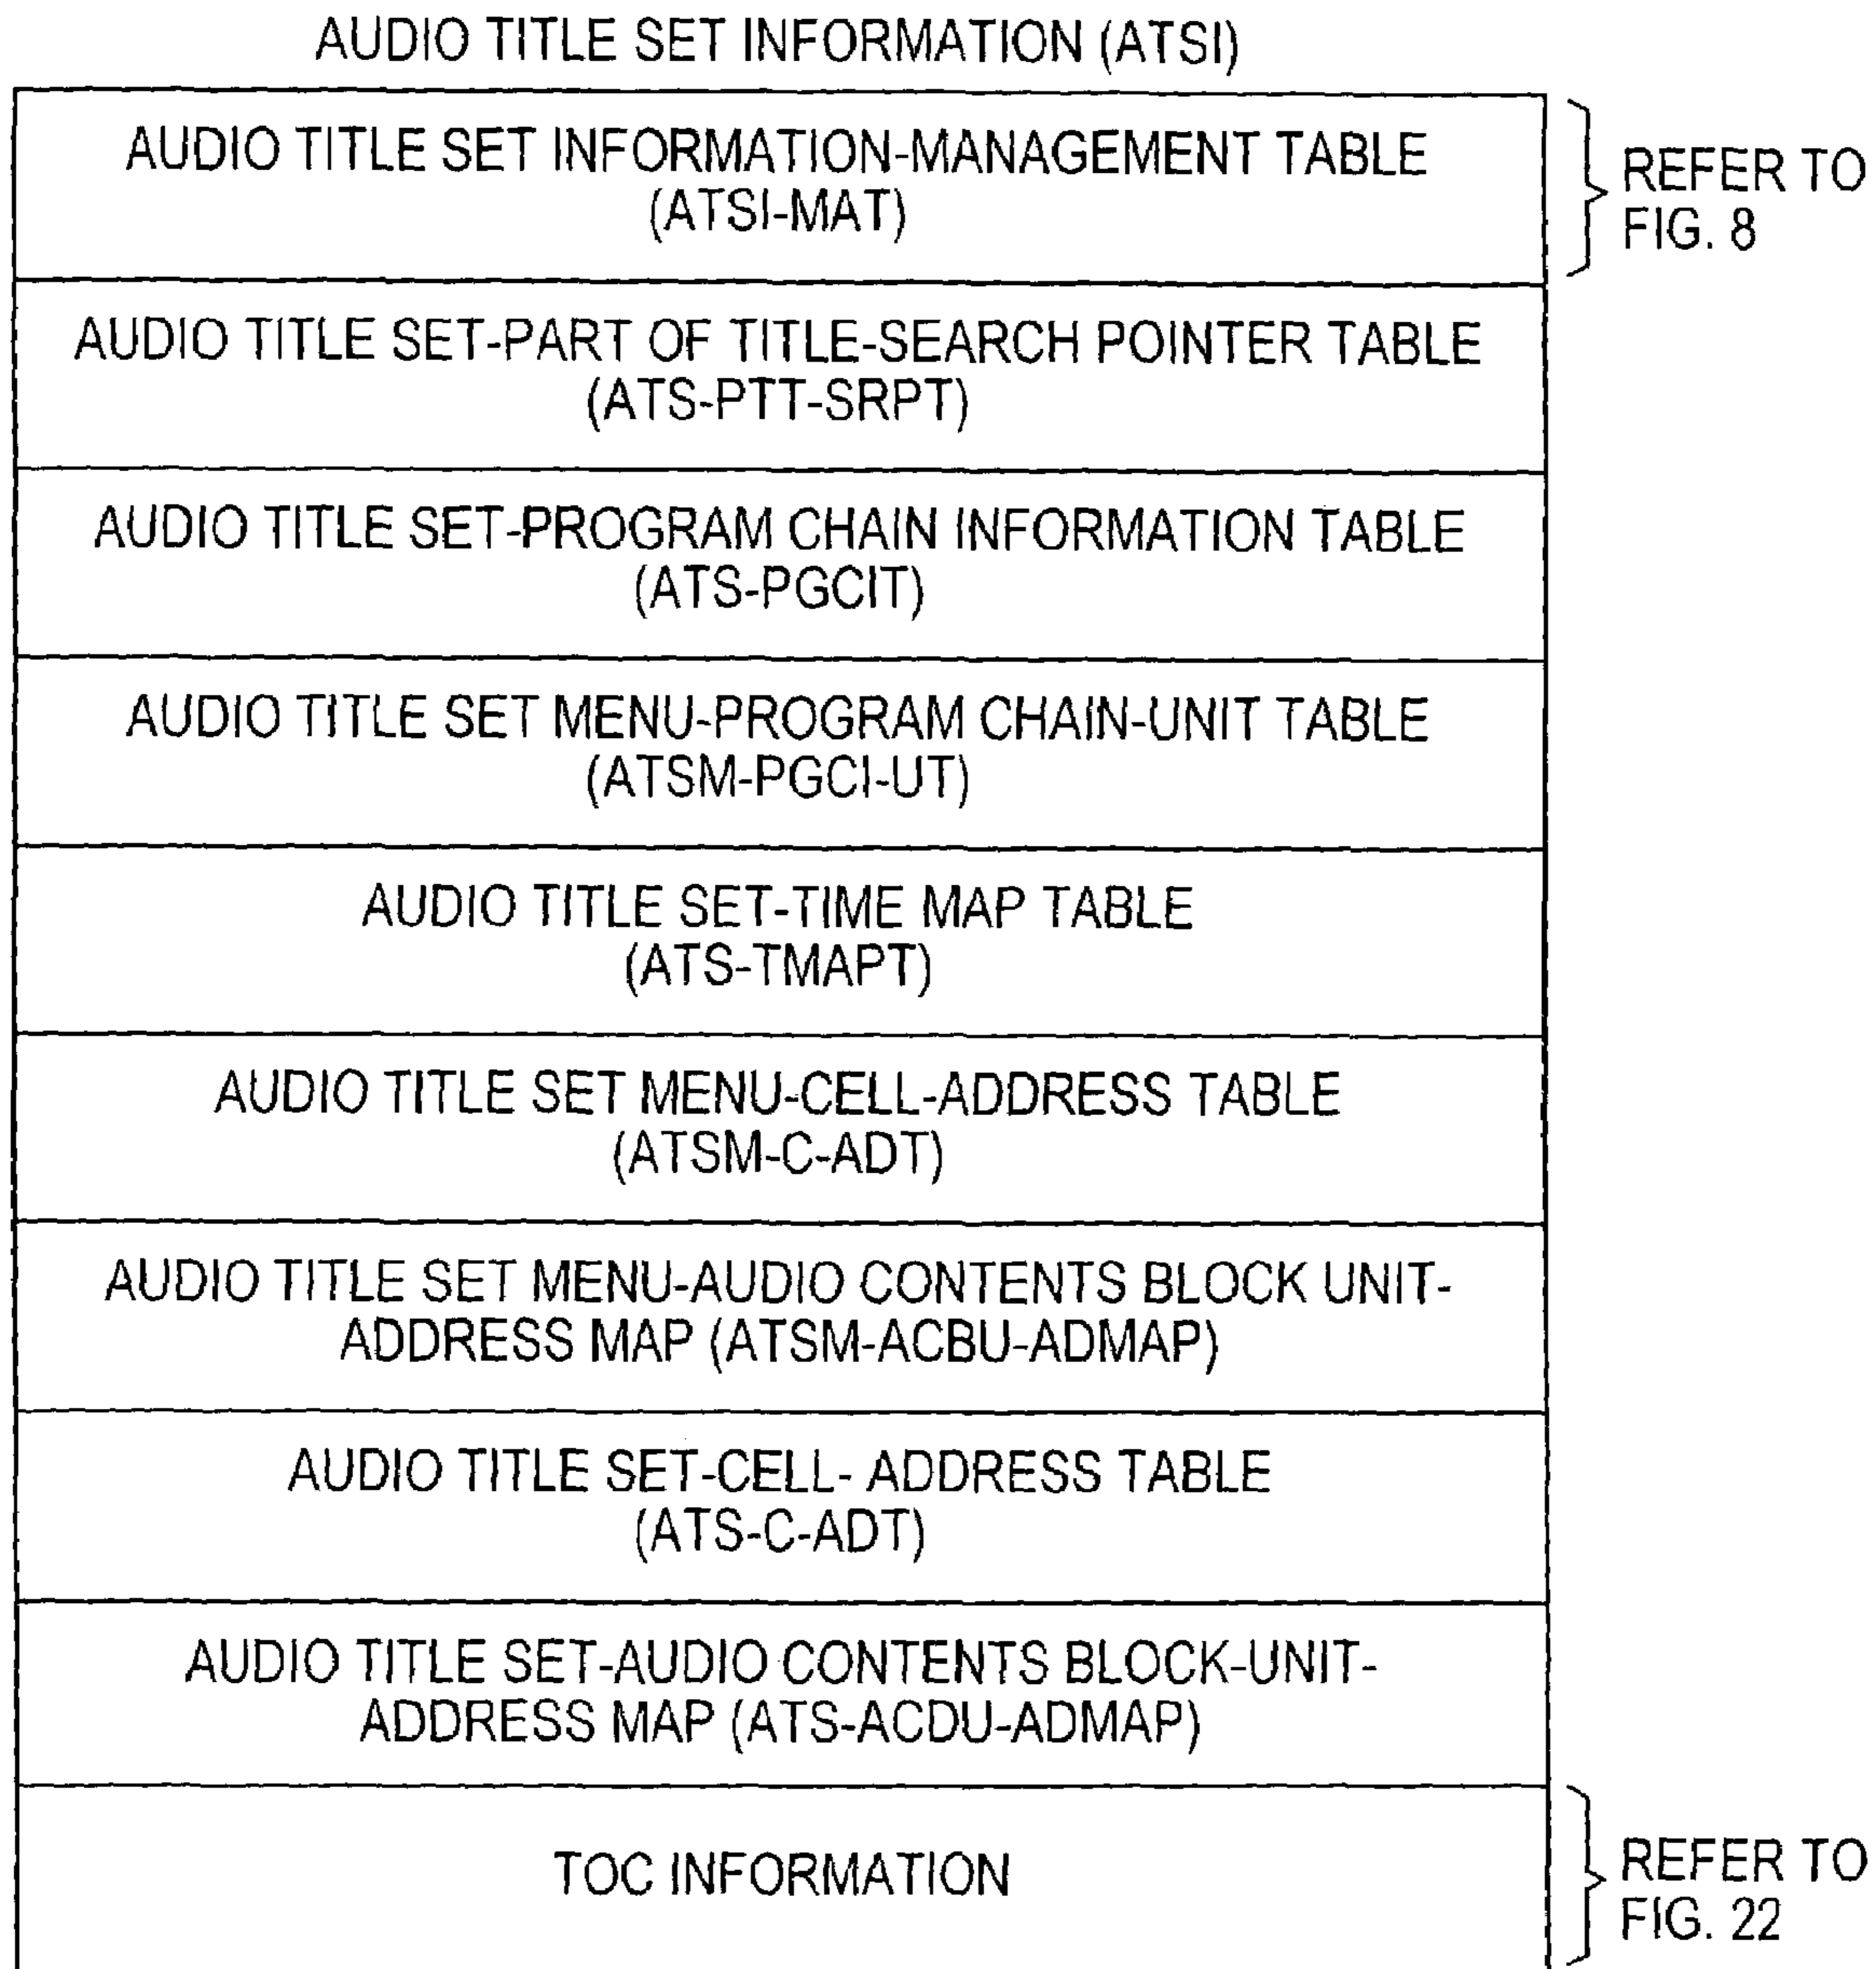 AUDIO TITLE SET INFORMATION (ATSI)
AUDIO TITLE SET INFORMATION-MANAGEMENT TABLE
(ATSI-MAT)
REFER TO
FIG. 8
AUDIO TITLE SET-PART OF TITLE-SEARCH POINTER TABLE
(ATS-PTT-SRPT)
AUDIO TITLE SET-PROGRAM CHAIN INFORMATION TABLE
(ATS-PGCIT)
AUDIO TITLE SET MENU-PROGRAM CHAIN-UNIT TABLE
(ATSM-PGCI-UT)
AUDIO TITLE SET-TIME MAP TABLE
(ATS-TMAPT)
AUDIO TITLE SET MENU-CELL-ADDRESS TABLE
(ATSM-C-ADT)
AUDIO TITLE SET MENU-AUDIO CONTENTS BLOCK UNIT-
ADDRESS MAP (ATSM-ACBU-ADMAP)
AUDIO TITLE SET-CELL- ADDRESS TABLE
(ATS-C-ADT)
AUDIO TITLE SET-AUDIO CONTENTS BLOCK-UNIT-
ADDRESS MAP (ATS-ACDU-ADMAP)
TOC INFORMATION
REFER TO
FIG. 22